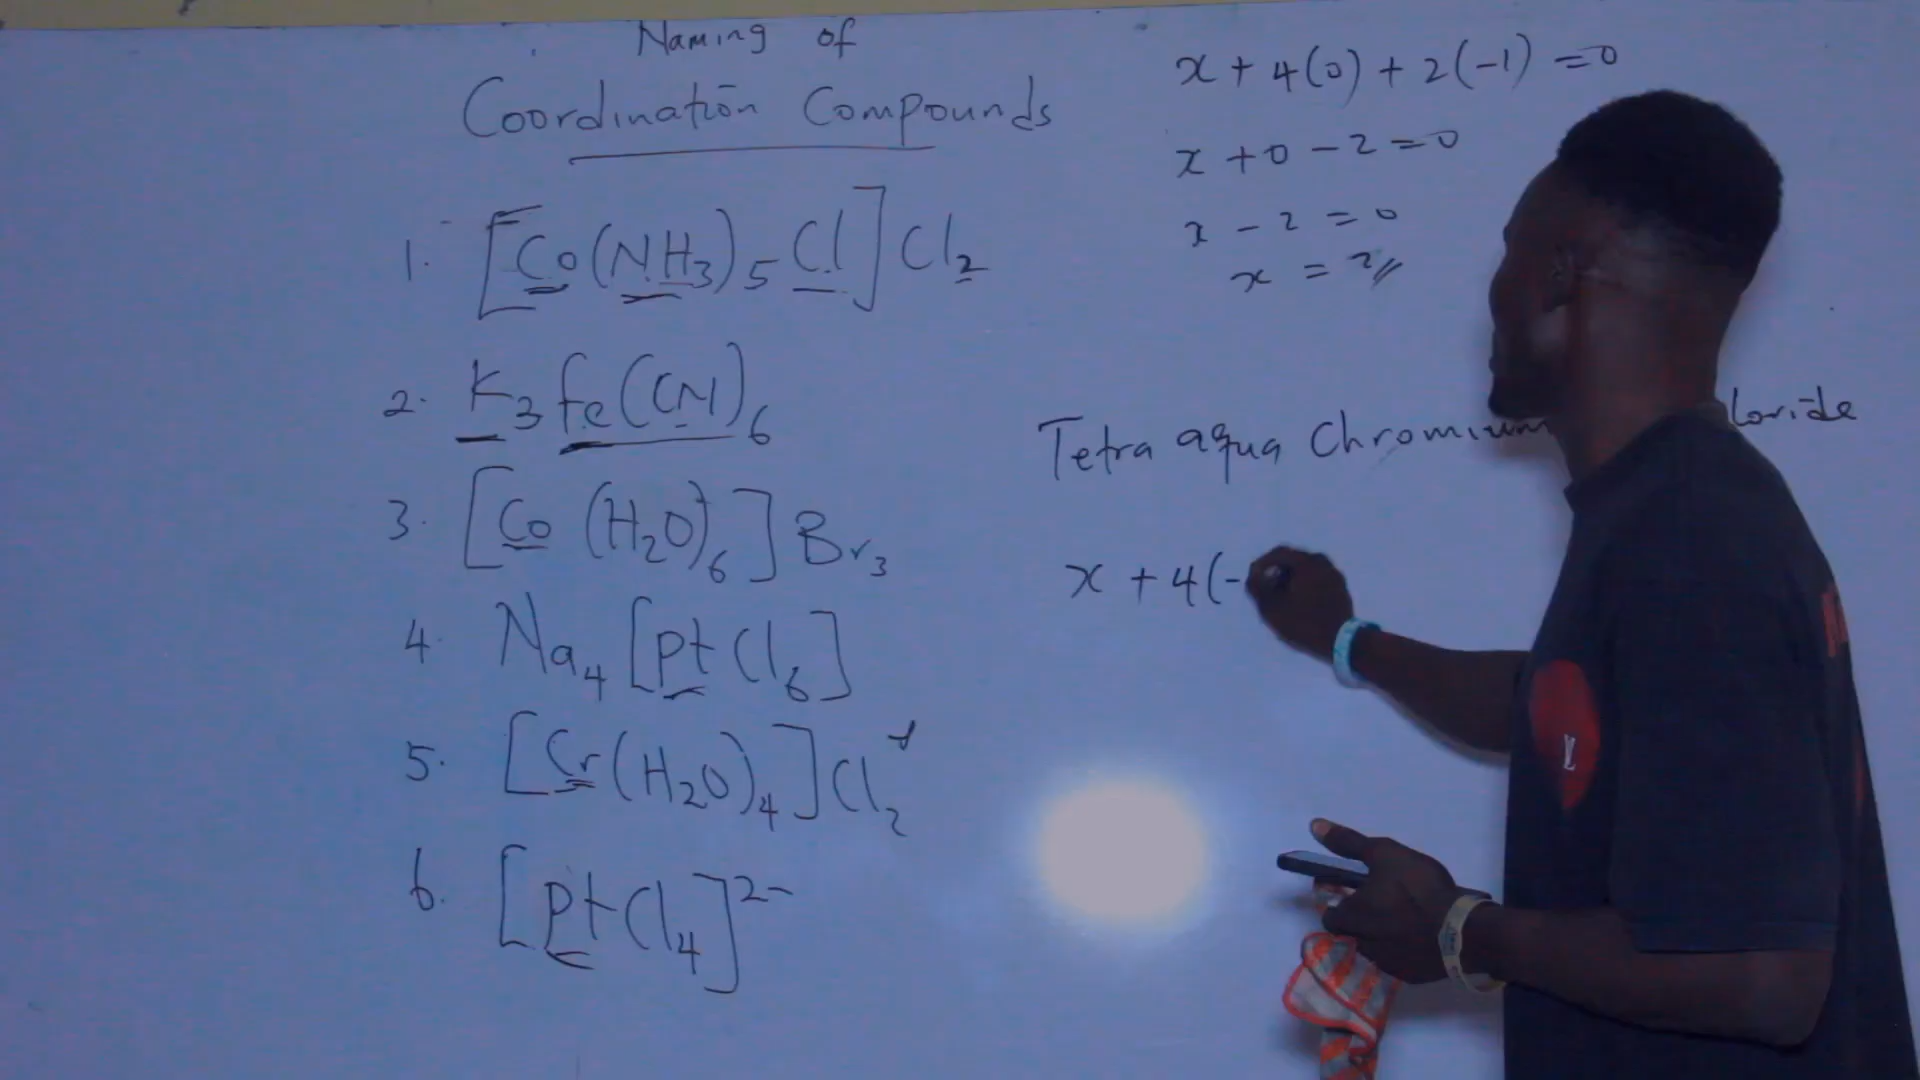 Naming of
Coordination Compounds
1. [Co(NH₃)₅Cl]Cl₂
2. K₃Fe(CN)₆
3. [Co(H₂O)₆]Br₃
4. Na₄[PtCl₆]
5. [Cr(H₂O)₄]Cl₂
6. [PtCl₄]²⁻
x + 4(0) + 2(-1) = 0
x + 0 - 2 = 0
x - 2 = 0
x = 2
Tetra aqua Chromium loride
x + 4(-